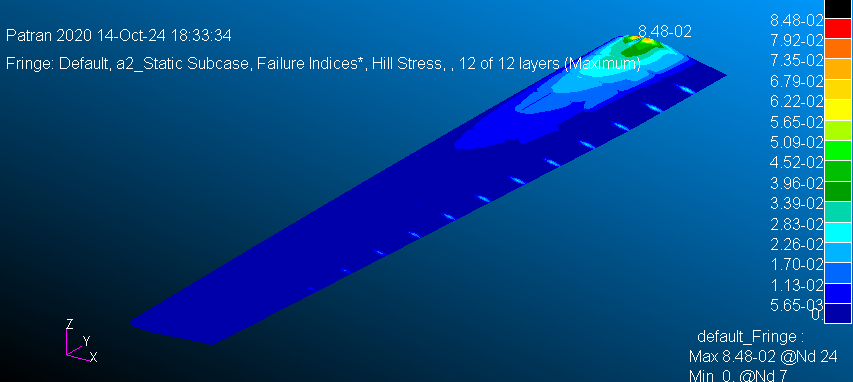 Patran 2020 14-Oct-24 18:33:34
Fringe: Default, a2_Static Subcase, Failure Indices*, Hill Stress, , 12 of 12 layers (Maximum)
8.48-02
8.48-02
7.92-02
7.35-02
6.79-02
6.22-02
5.65-02
5.09-02
4.52-02
3.96-02
3.39-02
2.83-02
2.26-02
1.70-02
1.13-02
5.65-03
0.
Z
Y
X
default_Fringe :
Max 8.48-02 @Nd 24
Min 0. @Nd 7